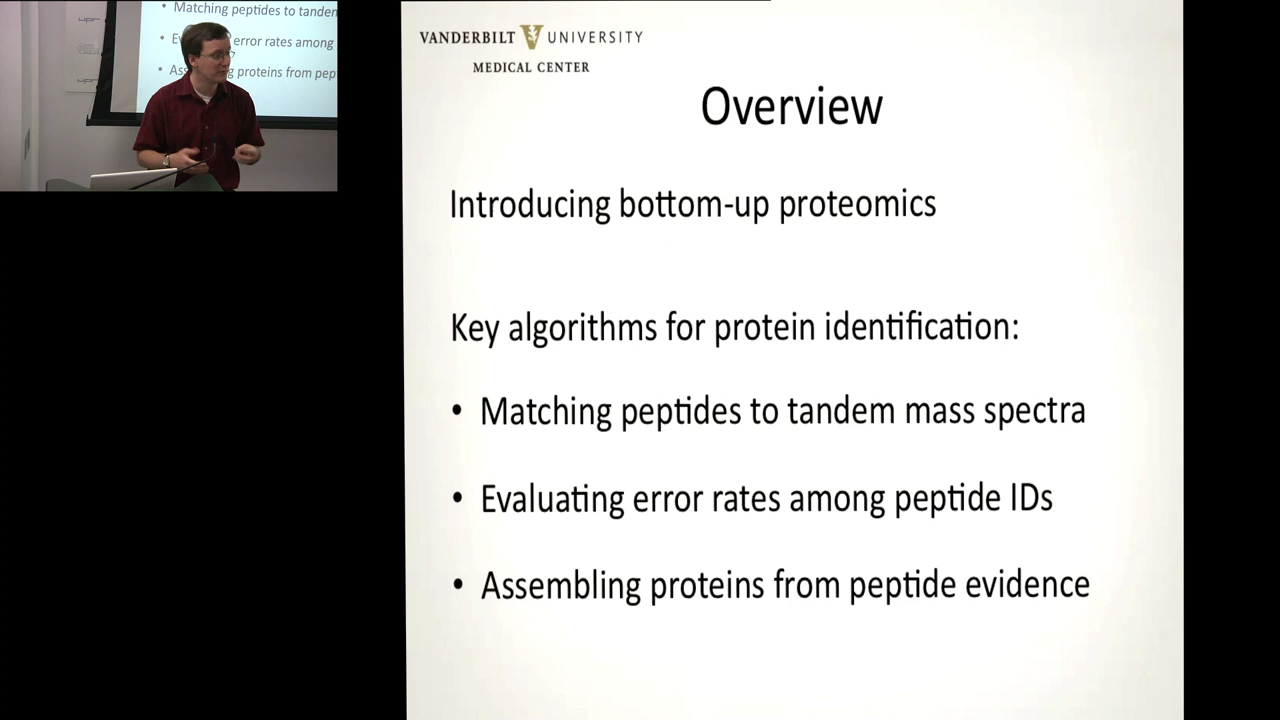 Matching peptides to tandem
error rates among
proteins from pep
VANDERBILT UNIVERSITY
MEDICAL CENTER
Overview
Introducing bottom-up proteomics
Key algorithms for protein identification:
• Matching peptides to tandem mass spectra
• Evaluating error rates among peptide IDs
• Assembling proteins from peptide evidence